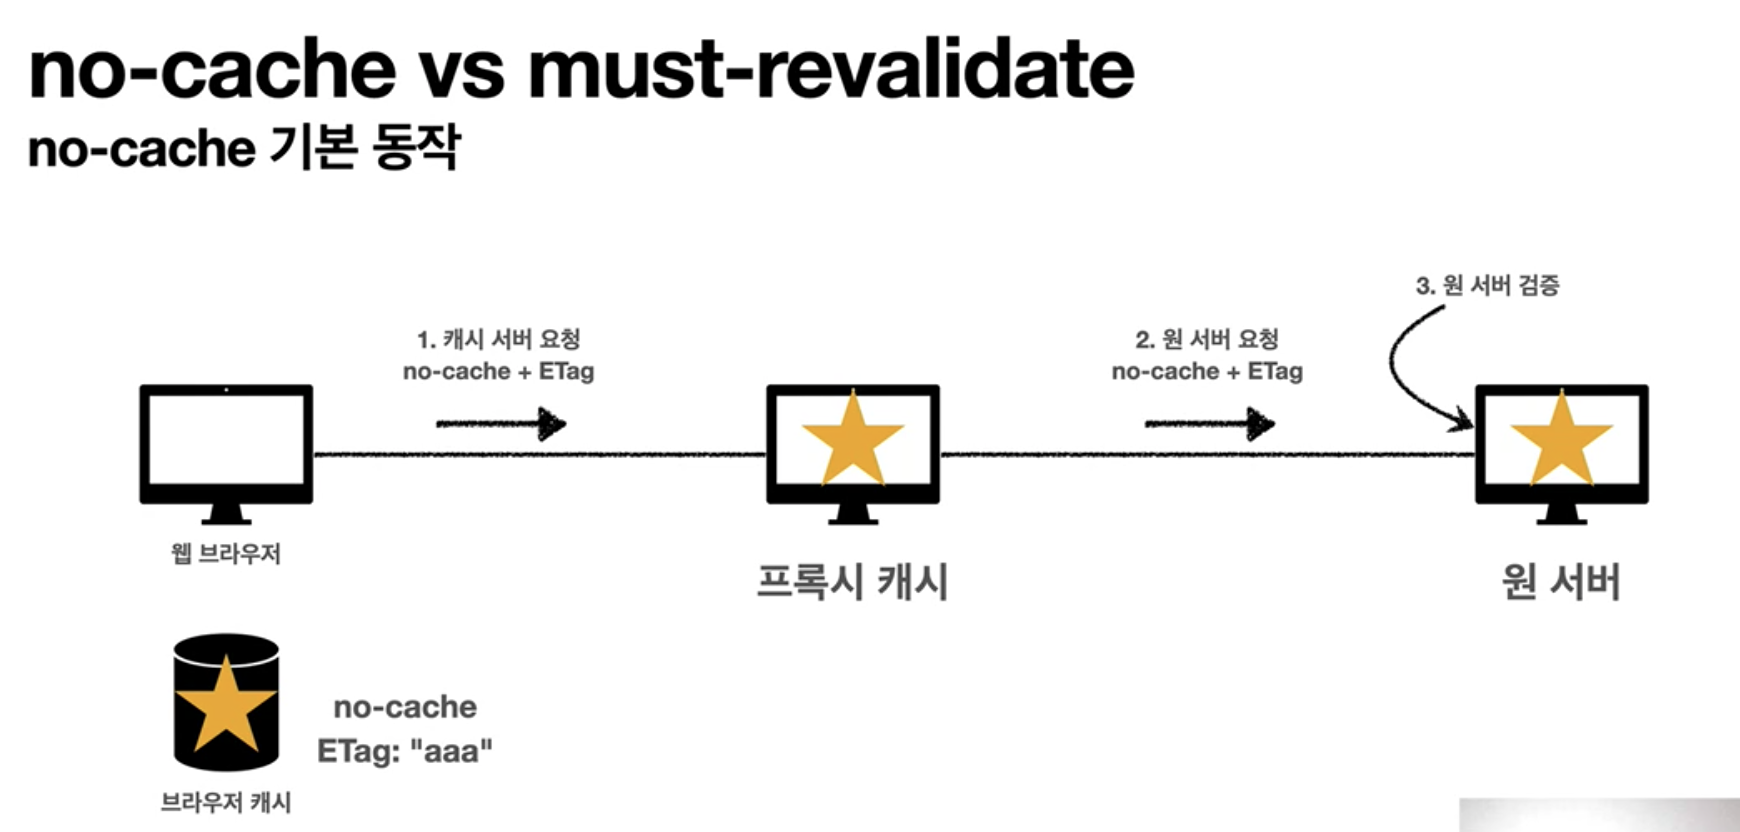 no-cache vs must-revalidate
no-cache 기본 동작
3. 원 서버 검증
1. 캐시 서버 요청
no-cache + ETag
2. 원 서버 요청
no-cache + ETag
웹 브라우저
프록시 캐시
원 서버
no-cache
ETag: "aaa"
브라우저 캐시